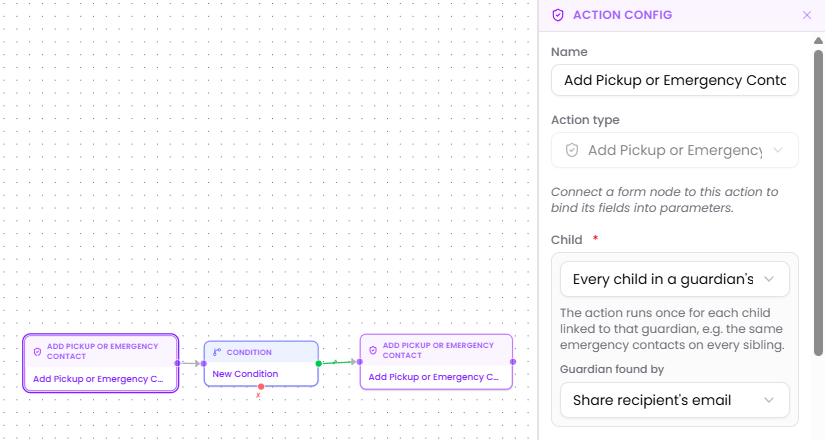 ACTION CONFIG
Name
Add Pickup or Emergency Conta
Action type
Add Pickup or Emergency
Connect a form node to this action to
bind its fields into parameters.
Child *
Every child in a guardian's
The action runs once for each child
linked to that guardian, e.g. the same
emergency contacts on every sibling.
Guardian found by
Share recipient's email
ADD PICKUP OR EMERGENCY
CONTACT
Add Pickup or Emergency C...
CONDITION
New Condition
x
ADD PICKUP OR EMERGENCY
CONTACT
Add Pickup or Emergency C...